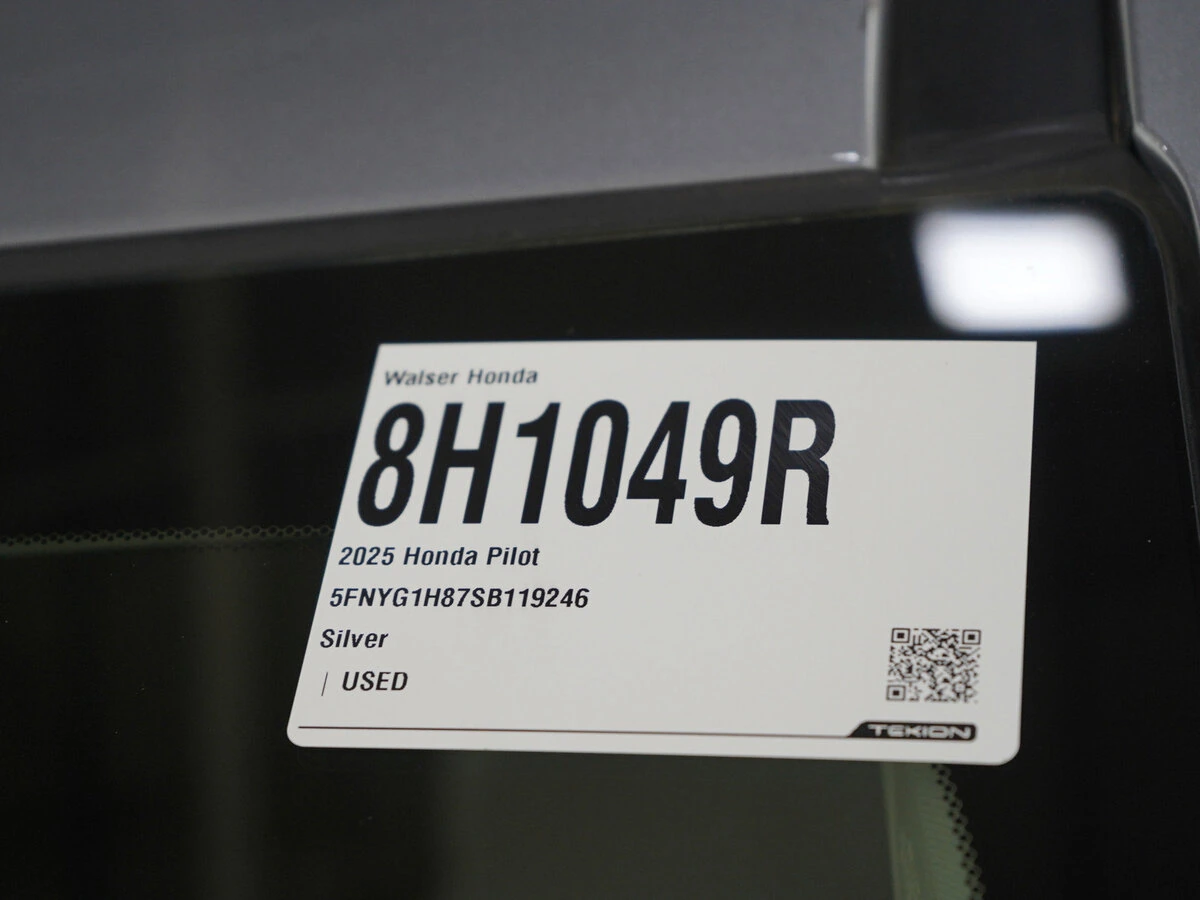 Walser Honda
8H1049R
2025 Honda Pilot
5FNYG1H87SB119246
Silver
| USED
TEKION